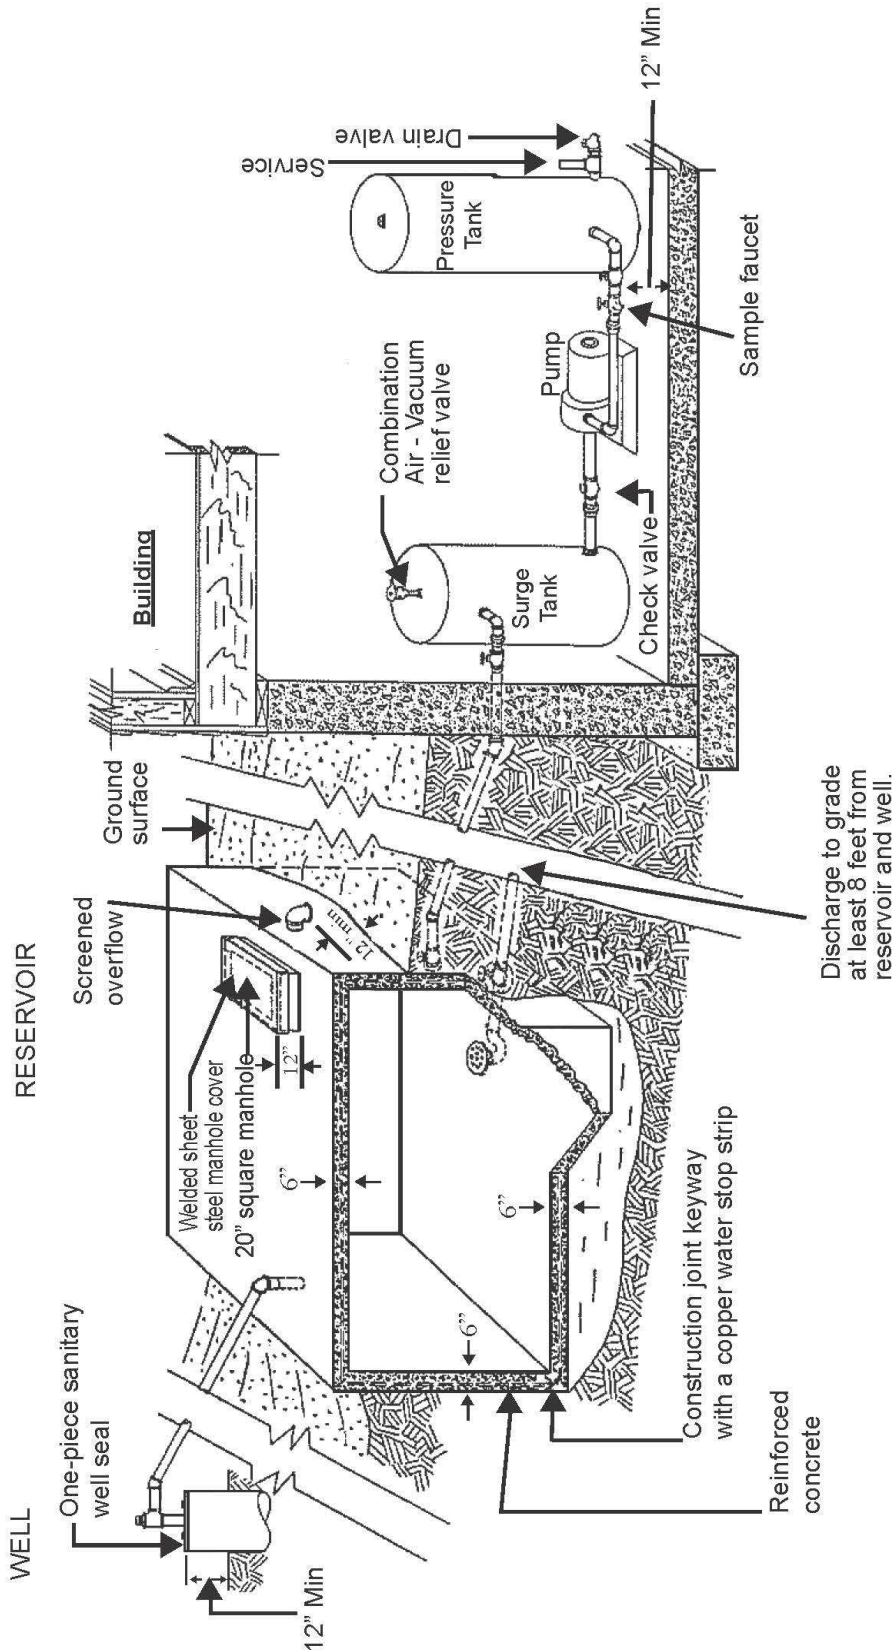 WELL
One-piece sanitary
well seal
12” Min
RESERVOIR
Welded sheet
steel manhole cover
20” square manhole
12”
Screened
overflow
12" min
Ground
surface
6”
6”
6”
Building
Combination
Air - Vacuum
relief valve
Surge
Tank
Check valve
Pump
Pressure
Tank
Service
Drain valve
12” Min
Sample faucet
Discharge to grade
at least 8 feet from
reservoir and well.
Construction joint keyway
with a copper water stop strip
Reinforced
concrete